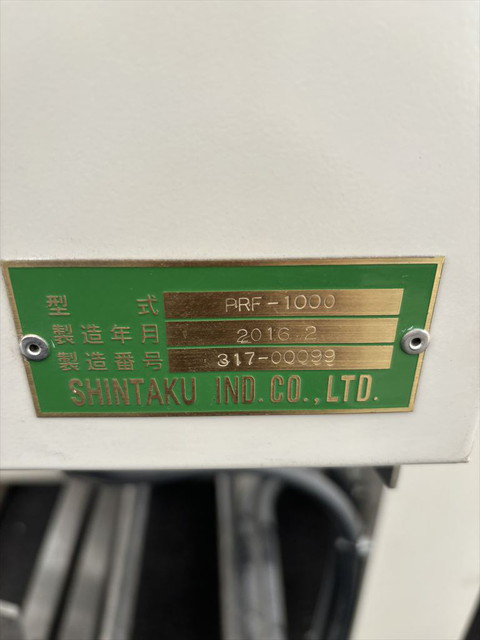 型式 PRF-1000
製造年月 2016.2
製造番号 317-00099
SHINTAKU IND. CO., LTD.